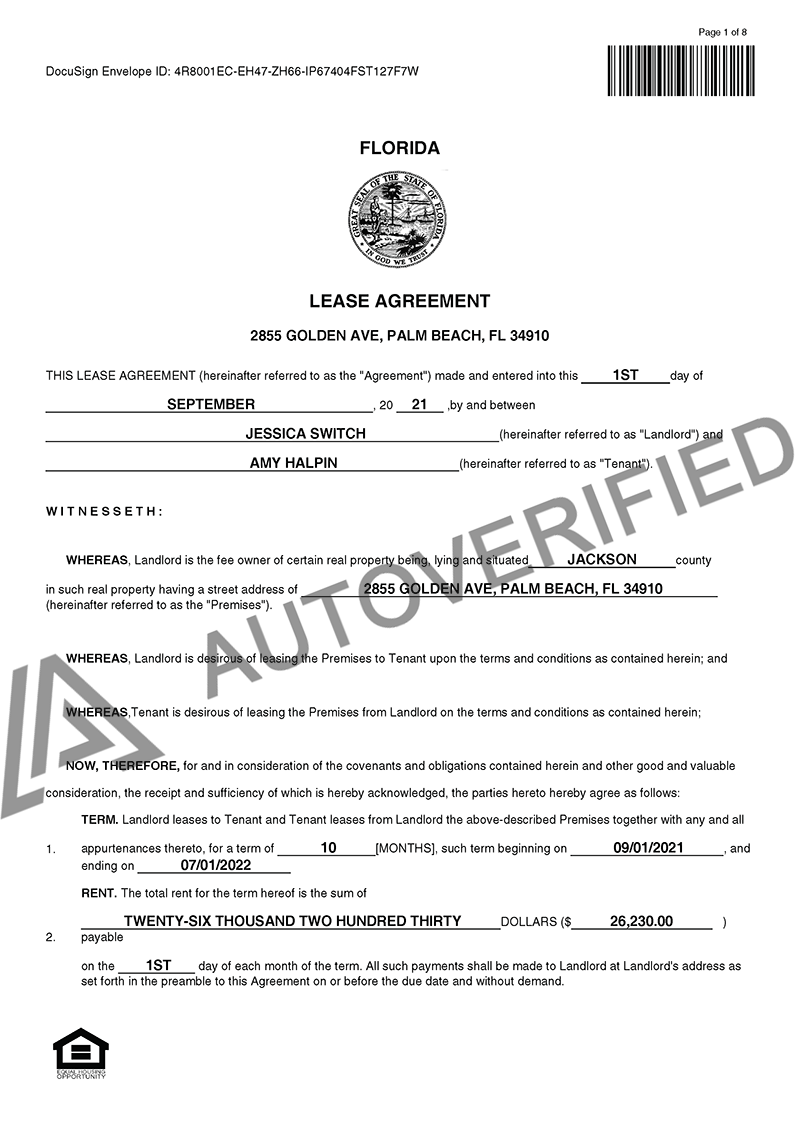 Page 1 of 8
DocuSign Envelope ID: 4R8001EC-EH47-ZH66-IP67404FST127F7W
FLORIDA
GREAT SEAL OF THE STATE OF FLORIDA
IN GOD WE TRUST
LEASE AGREEMENT
2855 GOLDEN AVE, PALM BEACH, FL 34910
THIS LEASE AGREEMENT (hereinafter referred to as the "Agreement") made and entered into this 1ST day of
SEPTEMBER , 20 21 ,by and between
JESSICA SWITCH (hereinafter referred to as "Landlord") and
AMY HALPIN (hereinafter referred to as "Tenant").
W I T N E S S E T H :
WHEREAS, Landlord is the fee owner of certain real property being, lying and situated JACKSON county
in such real property having a street address of 2855 GOLDEN AVE, PALM BEACH, FL 34910
(hereinafter referred to as the "Premises").
AUTOVERIFIED
WHEREAS, Landlord is desirous of leasing the Premises to Tenant upon the terms and conditions as contained herein; and
WHEREAS,Tenant is desirous of leasing the Premises from Landlord on the terms and conditions as contained herein;
NOW, THEREFORE, for and in consideration of the covenants and obligations contained herein and other good and valuable
consideration, the receipt and sufficiency of which is hereby acknowledged, the parties hereto hereby agree as follows:
TERM. Landlord leases to Tenant and Tenant leases from Landlord the above-described Premises together with any and all
1. appurtenances thereto, for a term of 10 [MONTHS], such term beginning on 09/01/2021 , and
ending on 07/01/2022
RENT. The total rent for the term hereof is the sum of
TWENTY-SIX THOUSAND TWO HUNDRED THIRTY DOLLARS ($ 26,230.00 )
2. payable
on the 1ST day of each month of the term. All such payments shall be made to Landlord at Landlord's address as
set forth in the preamble to this Agreement on or before the due date and without demand.
EQUAL HOUSING
OPPORTUNITY